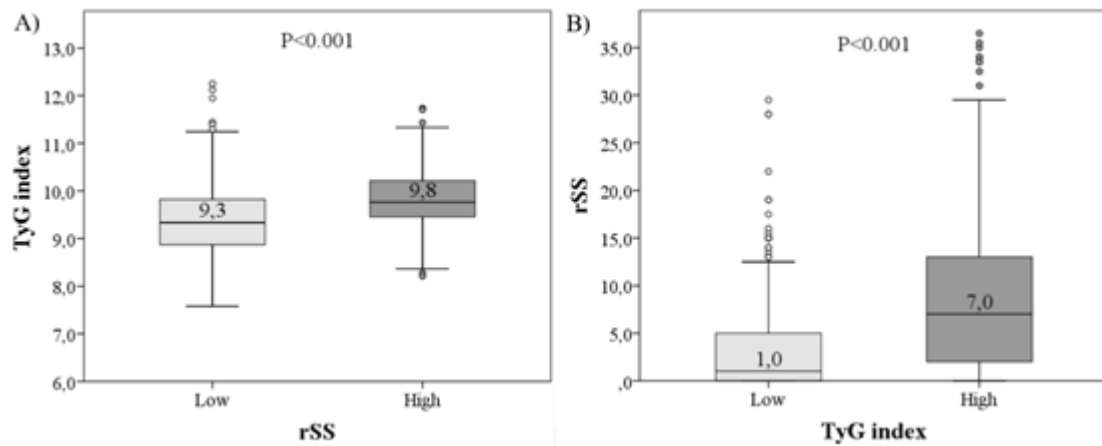 A)
P<0.001
TyG index
13,0
12,0
11,0
10,0
9,0
8,0
7,0
6,0
9,3
9,8
Low
High
rSS
B)
P<0.001
rSS
35,0
30,0
25,0
20,0
15,0
10,0
5,0
,0
1,0
7,0
Low
High
TyG index